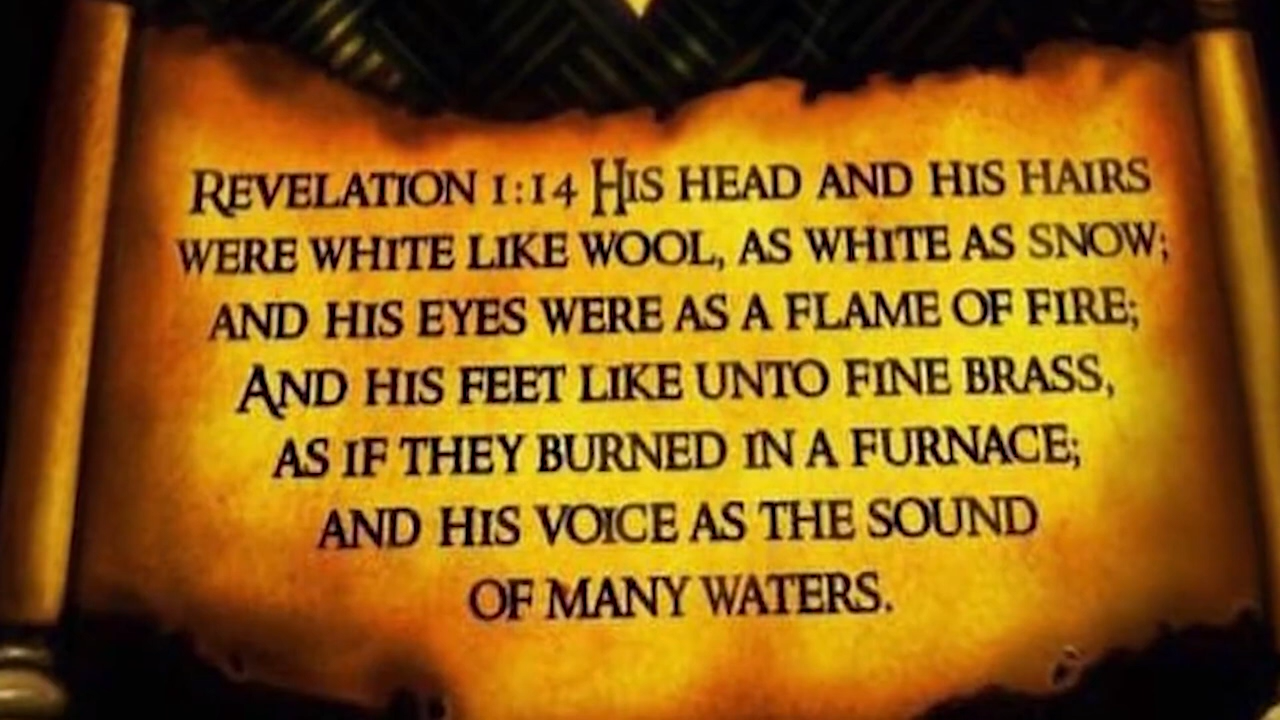 REVELATION 1:14 HIS HEAD AND HIS HAIRS
WERE WHITE LIKE WOOL, AS WHITE AS SNOW;
AND HIS EYES WERE AS A FLAME OF FIRE;
AND HIS FEET LIKE UNTO FINE BRASS,
AS IF THEY BURNED IN A FURNACE;
AND HIS VOICE AS THE SOUND
OF MANY WATERS.